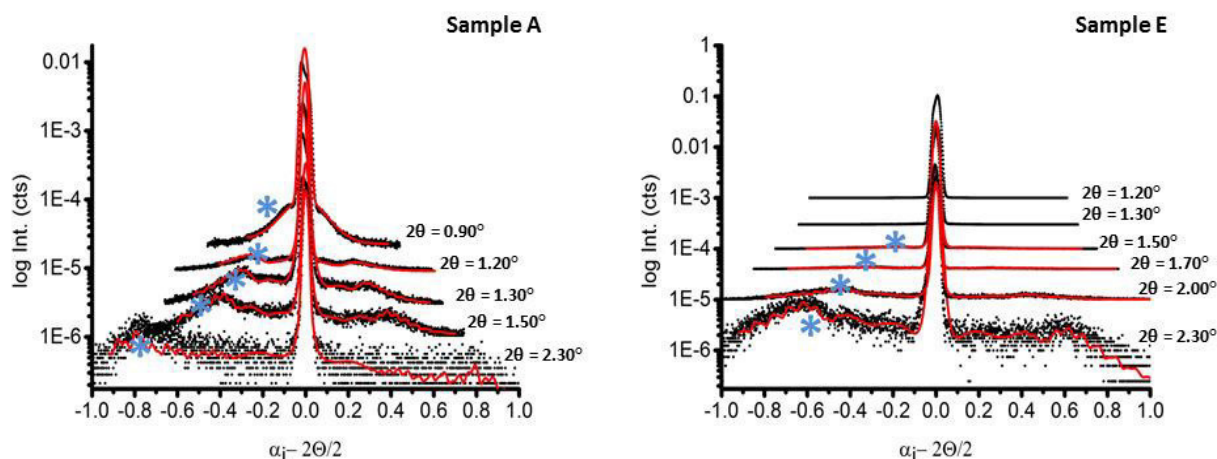 Sample A
0.01
1E-3
1E-4
1E-5
1E-6
log Int. (cts)
2θ = 0.90°
2θ = 1.20°
2θ = 1.30°
2θ = 1.50°
2θ = 2.30°
-1.0 -0.8 -0.6 -0.4 -0.2 0.0 0.2 0.4 0.6 0.8 1.0
αi– 2Θ/2
Sample E
1
0.1
0.01
1E-3
1E-4
1E-5
1E-6
log Int. (cts)
2θ = 1.20°
2θ = 1.30°
2θ = 1.50°
2θ = 1.70°
2θ = 2.00°
2θ = 2.30°
-1.0 -0.8 -0.6 -0.4 -0.2 0.0 0.2 0.4 0.6 0.8 1.0
αi– 2Θ/2